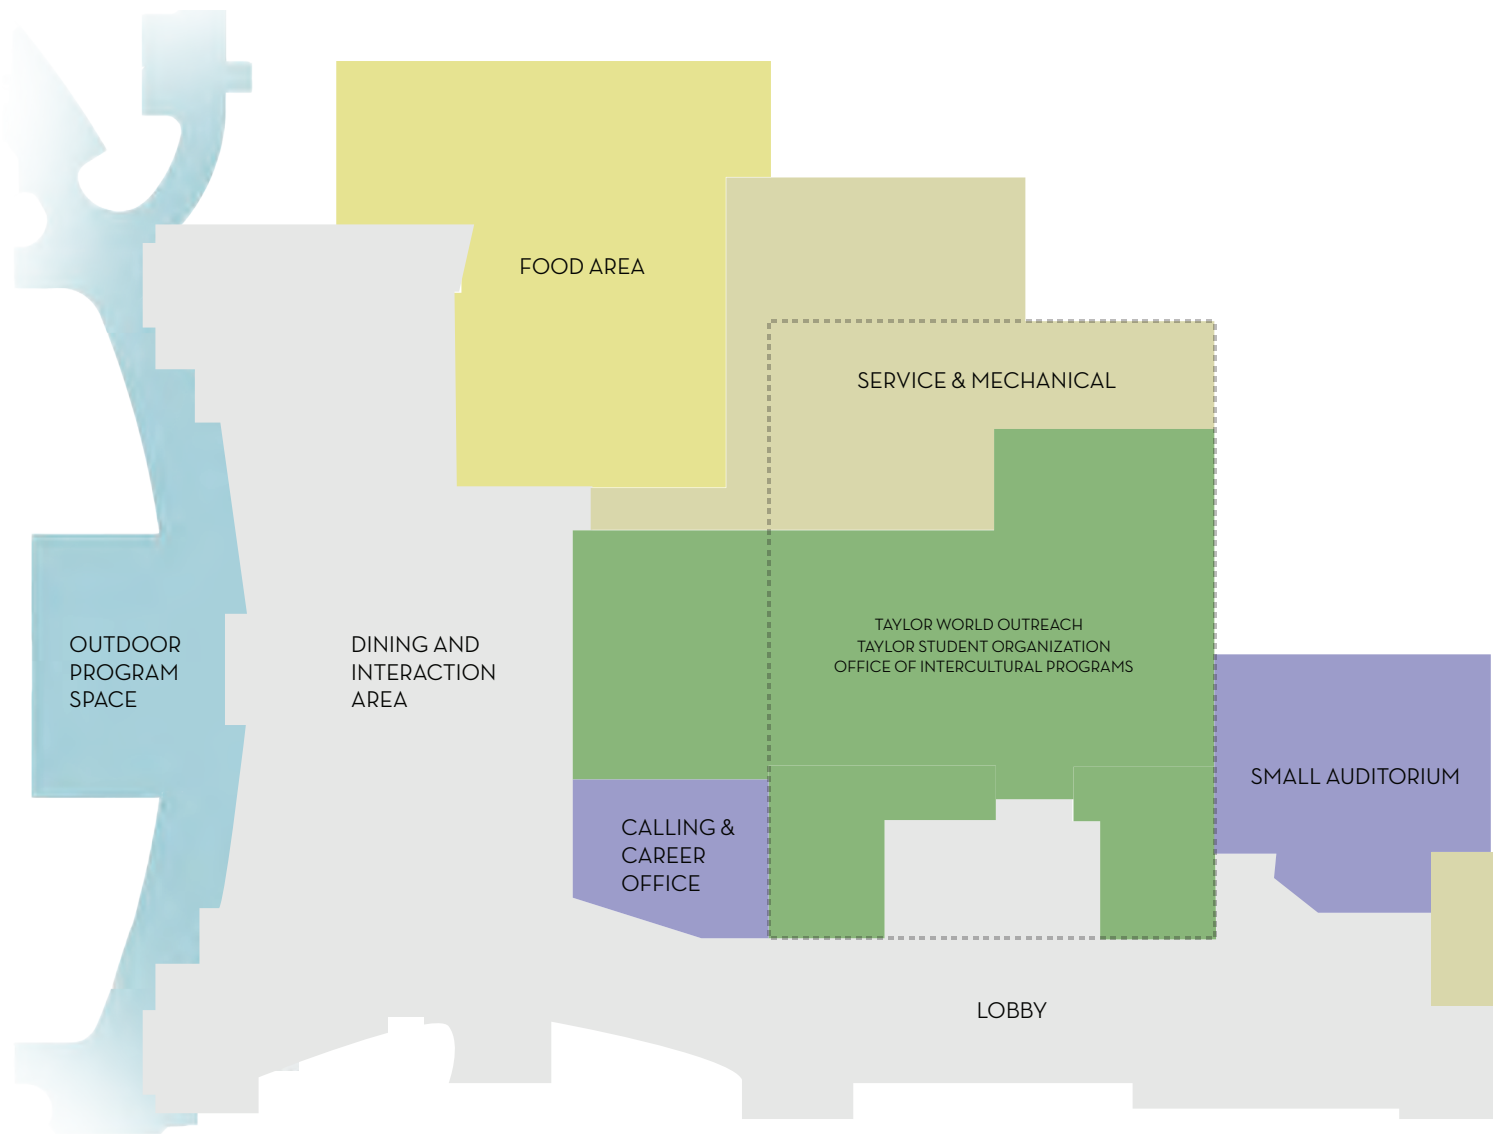 FOOD AREA
SERVICE & MECHANICAL
OUTDOOR
PROGRAM
SPACE
DINING AND
INTERACTION
AREA
TAYLOR WORLD OUTREACH
TAYLOR STUDENT ORGANIZATION
OFFICE OF INTERCULTURAL PROGRAMS
SMALL AUDITORIUM
CALLING &
CAREER
OFFICE
LOBBY